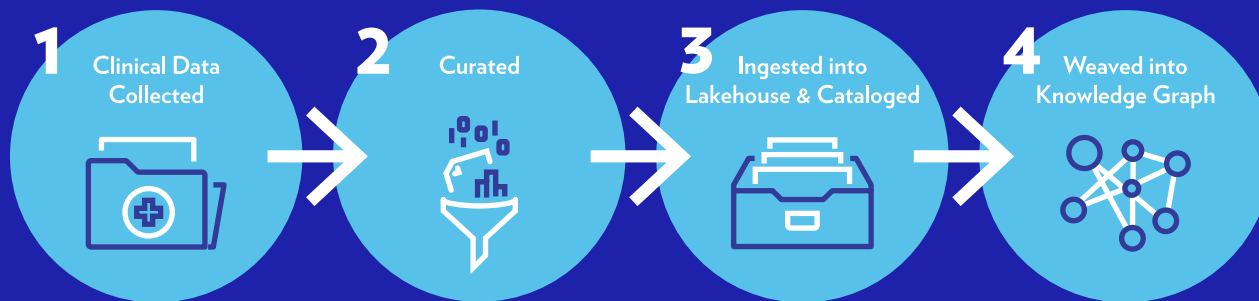 1
Clinical Data
Collected
2
Curated
3
Ingested into
Lakehouse & Cataloged
4
Weaved into
Knowledge Graph